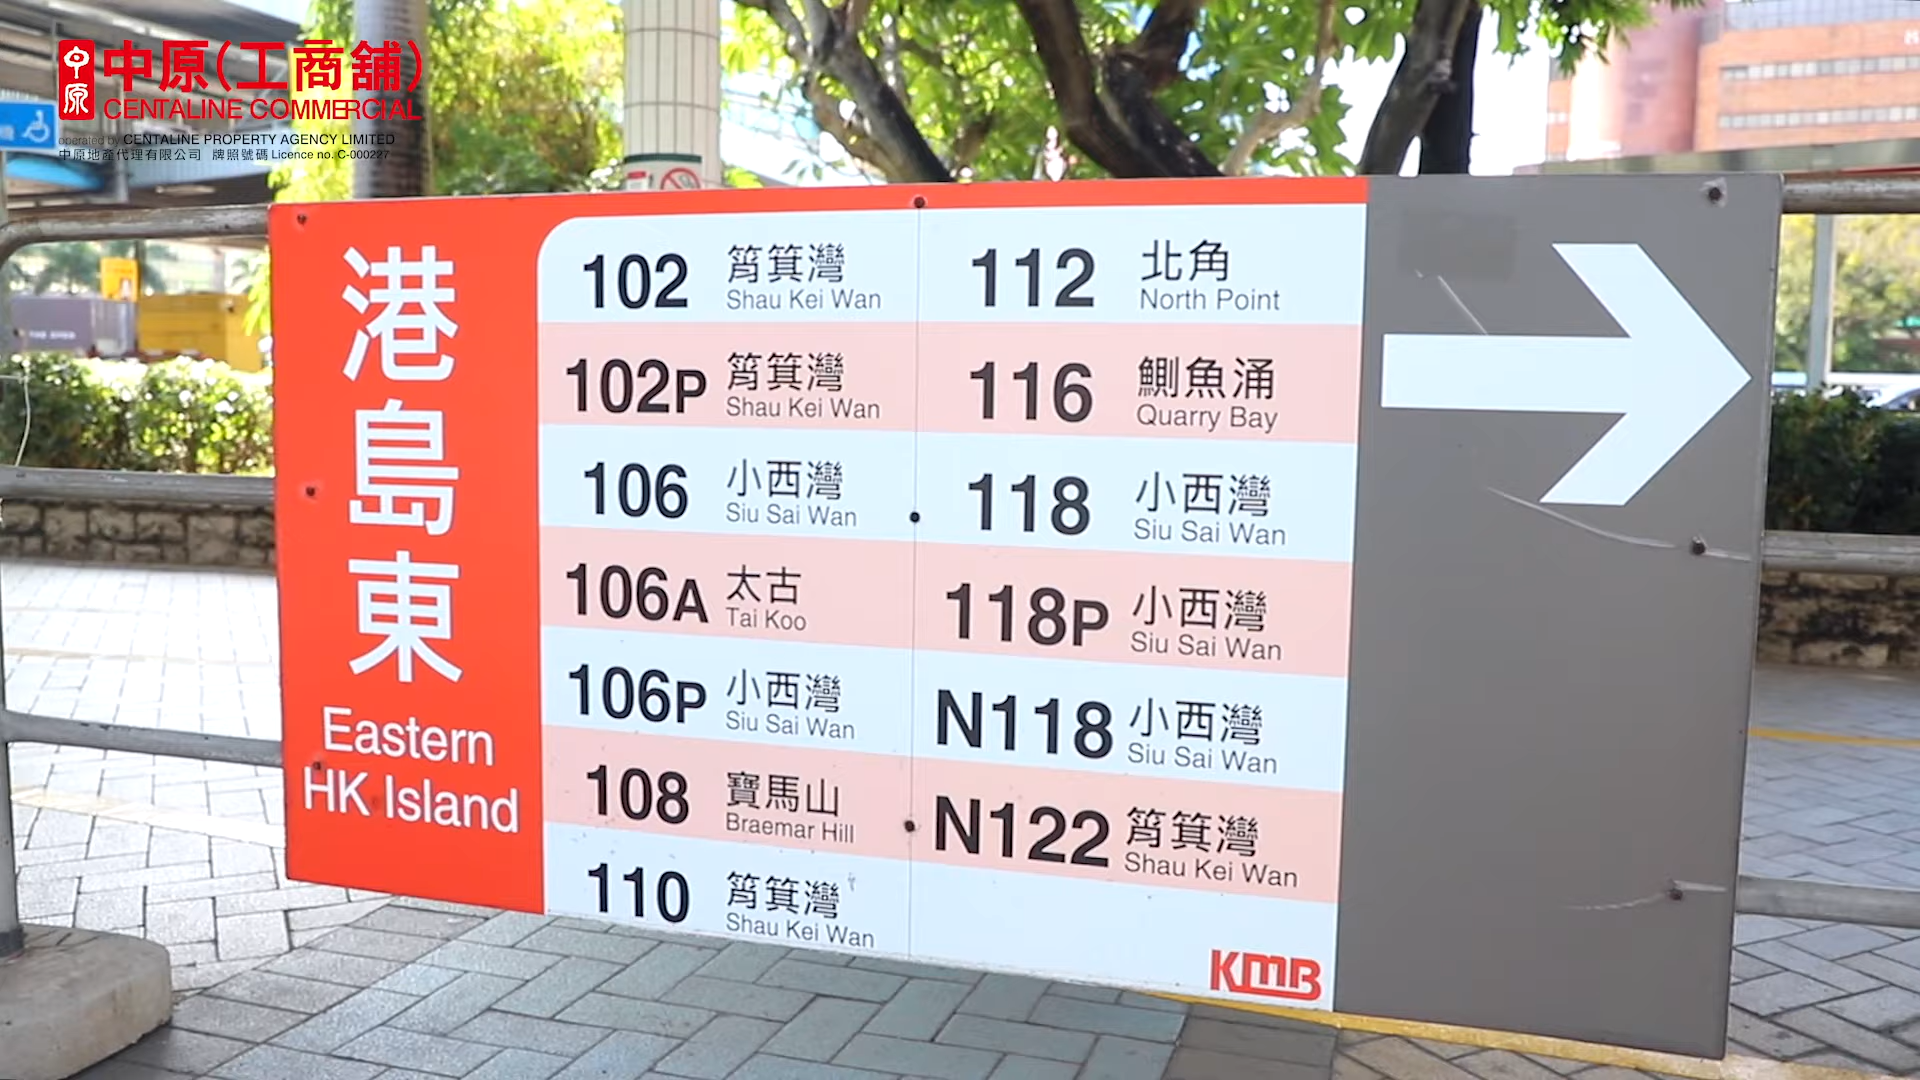 中原
中原(工商舖)
CENTALINE COMMERCIAL
operated by CENTALINE PROPERTY AGENCY LIMITED
中原地產代理有限公司 牌照號碼 Licence no. C-000227
港島東
Eastern
HK Island
102 筲箕灣
Shau Kei Wan
102P 筲箕灣
Shau Kei Wan
106 小西灣
Siu Sai Wan
106A 太古
Tai Koo
106P 小西灣
Siu Sai Wan
108 寶馬山
Braemar Hill
110 筲箕灣
Shau Kei Wan
112 北角
North Point
116 鰂魚涌
Quarry Bay
118 小西灣
Siu Sai Wan
118P 小西灣
Siu Sai Wan
N118 小西灣
Siu Sai Wan
N122 筲箕灣
Shau Kei Wan
KMB